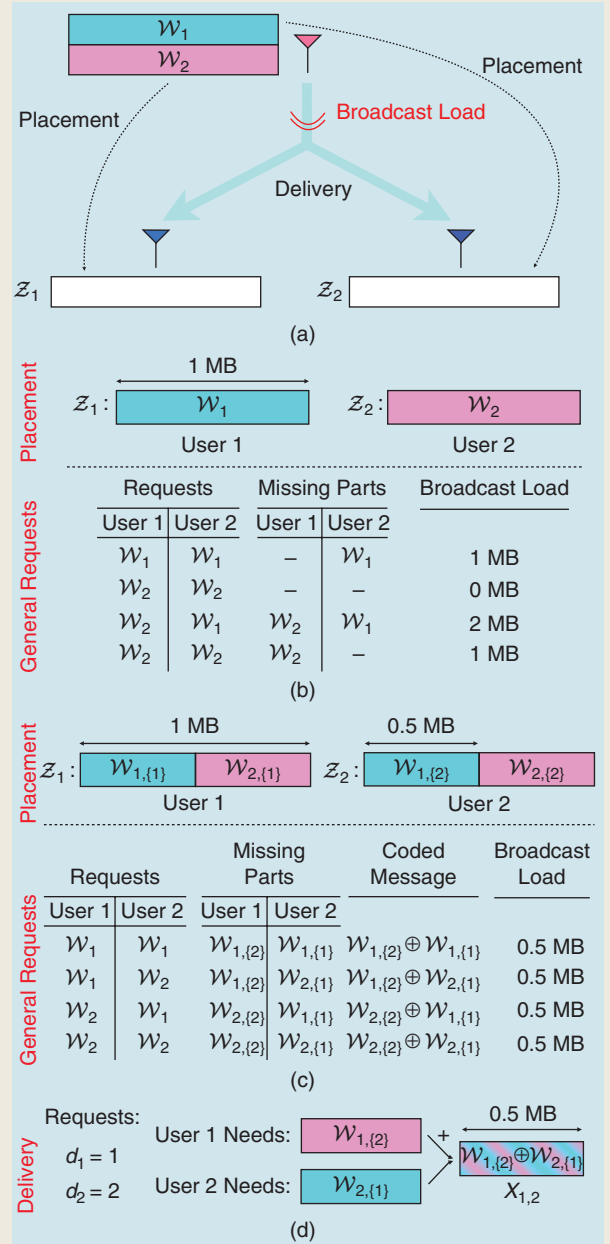 𝒲₁
𝒲₂
Placement
Placement
Broadcast Load
Delivery
𝒵₁
𝒵₂
(a)
Placement
1 MB
𝒵₁: 𝒲₁
𝒵₂: 𝒲₂
User 1 User 2
General Requests
Requests Missing Parts Broadcast Load
User 1 User 2 User 1 User 2
𝒲₁ 𝒲₁ – 𝒲₁ 1 MB
𝒲₂ 𝒲₂ – – 0 MB
𝒲₂ 𝒲₁ 𝒲₂ 𝒲₁ 2 MB
𝒲₂ 𝒲₂ 𝒲₂ – 1 MB
(b)
Placement
1 MB 0.5 MB
𝒵₁: 𝒲₁,{1} 𝒲₂,{1} 𝒵₂: 𝒲₁,{2} 𝒲₂,{2}
User 1 User 2
General Requests
Missing Coded Broadcast
Requests Parts Message Load
User 1 User 2 User 1 User 2
𝒲₁ 𝒲₁ 𝒲₁,{2} 𝒲₁,{1} 𝒲₁,{2} ⊕ 𝒲₁,{1} 0.5 MB
𝒲₁ 𝒲₂ 𝒲₁,{2} 𝒲₂,{1} 𝒲₁,{2} ⊕ 𝒲₂,{1} 0.5 MB
𝒲₂ 𝒲₁ 𝒲₂,{2} 𝒲₁,{1} 𝒲₂,{2} ⊕ 𝒲₁,{1} 0.5 MB
𝒲₂ 𝒲₂ 𝒲₂,{2} 𝒲₂,{1} 𝒲₂,{2} ⊕ 𝒲₂,{1} 0.5 MB
(c)
Delivery
Requests:
d₁ = 1
d₂ = 2
User 1 Needs: 𝒲₁,{2}
User 2 Needs: 𝒲₂,{1}
+
0.5 MB
𝒲₁,{2} ⊕ 𝒲₂,{1}
X₁,₂
(d)